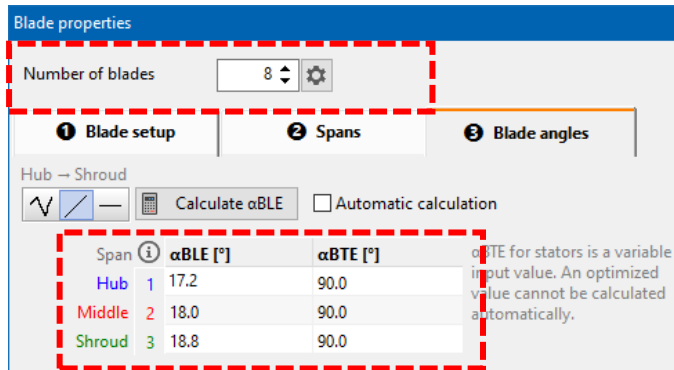 Blade properties
Number of blades 8
❶ Blade setup ❷ Spans ❸ Blade angles
Hub → Shroud
Calculate αBLE Automatic calculation
Span ⓘ αBLE [°] αBTE [°]
Hub 1 17.2 90.0
Middle 2 18.0 90.0
Shroud 3 18.8 90.0
αBTE for stators is a variable
input value. An optimized
value cannot be calculated
automatically.